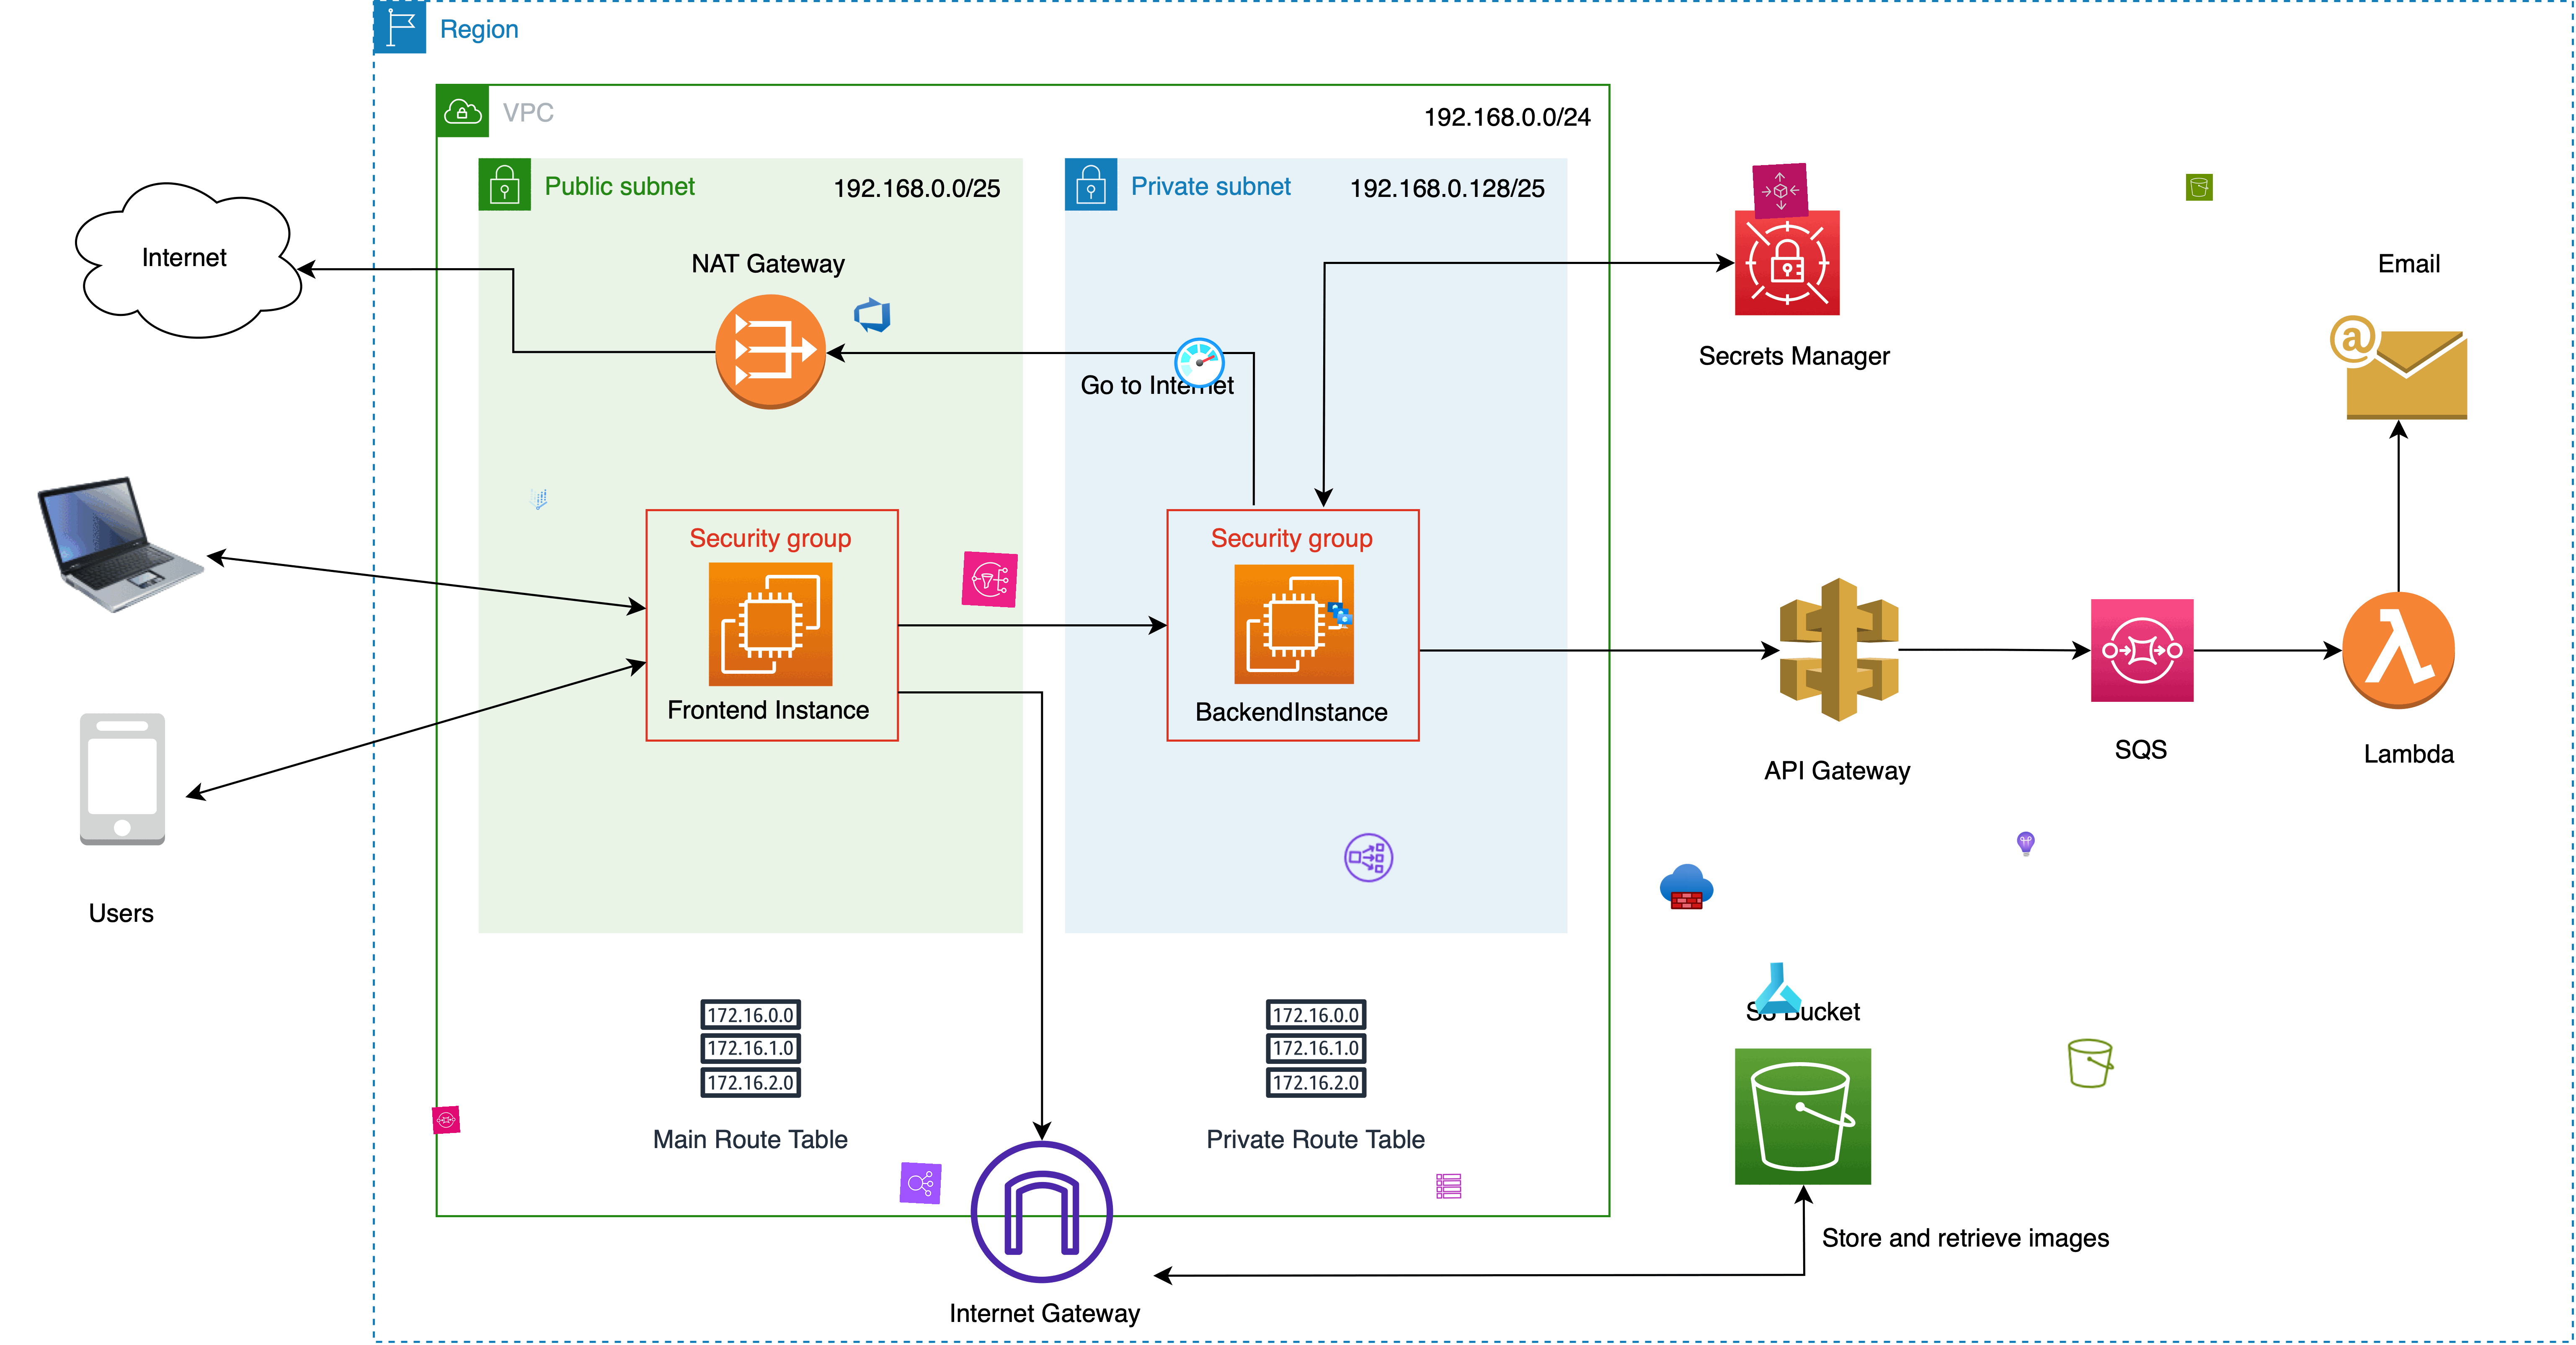 Region
VPC
192.168.0.0/24
Public subnet
192.168.0.0/25
Private subnet
192.168.0.128/25
Internet
NAT Gateway
Go to Internet
Secrets Manager
Email
@
Security group
Frontend Instance
Security group
BackendInstance
API Gateway
SQS
Lambda
Users
172.16.0.0
172.16.1.0
172.16.2.0
Main Route Table
172.16.0.0
172.16.1.0
172.16.2.0
Private Route Table
S3 Bucket
Store and retrieve images
Internet Gateway